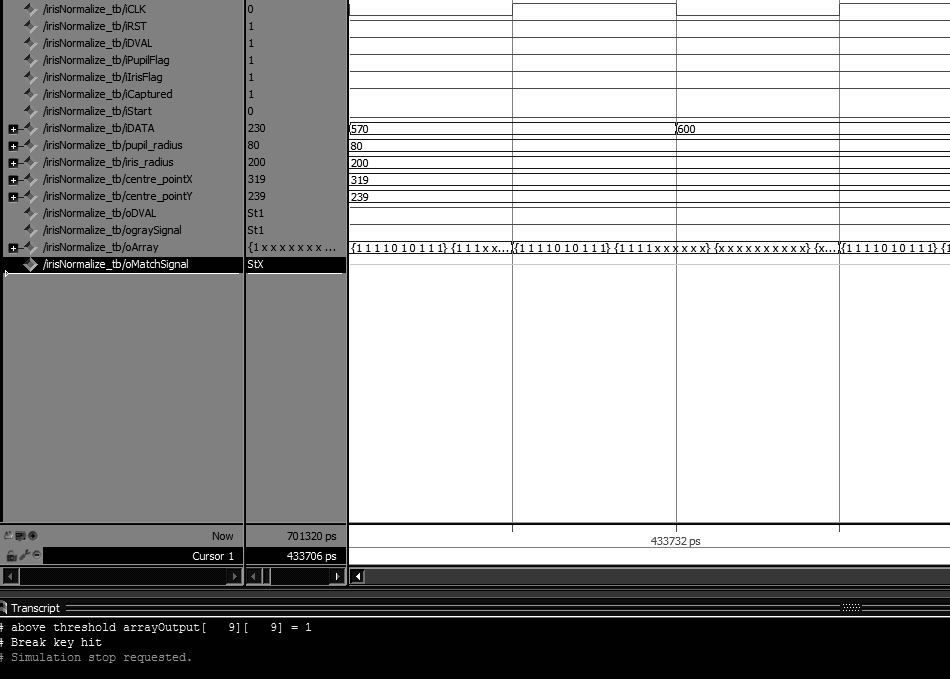 /irisNormalize_tb/iCLK 0
/irisNormalize_tb/iRST 1
/irisNormalize_tb/iDVAL 1
/irisNormalize_tb/iPupilFlag 1
/irisNormalize_tb/iIrisFlag 1
/irisNormalize_tb/iCaptured 1
/irisNormalize_tb/iStart 0
/irisNormalize_tb/iDATA 230 570 600
/irisNormalize_tb/pupil_radius 80 80
/irisNormalize_tb/iris_radius 200 200
/irisNormalize_tb/centre_pointX 319 319
/irisNormalize_tb/centre_pointY 239 239
/irisNormalize_tb/oDVAL St1
/irisNormalize_tb/ograySignal St1
/irisNormalize_tb/oArray {1 x x x x x x x ... {1 1 1 1 0 1 0 1 1 1} {1 1 1 x x... {1 1 1 1 0 1 0 1 1 1} {1 1 1 1 x x x x x x} {x x x x x x x x x x} {x... {1 1 1 1 0 1 0 1 1 1} {1
/irisNormalize_tb/oMatchSignal StX
Now 701320 ps
433732 ps
Cursor 1 433706 ps
Transcript
# above threshold arrayOutput[ 9][ 9] = 1
# Break key hit
# Simulation stop requested.